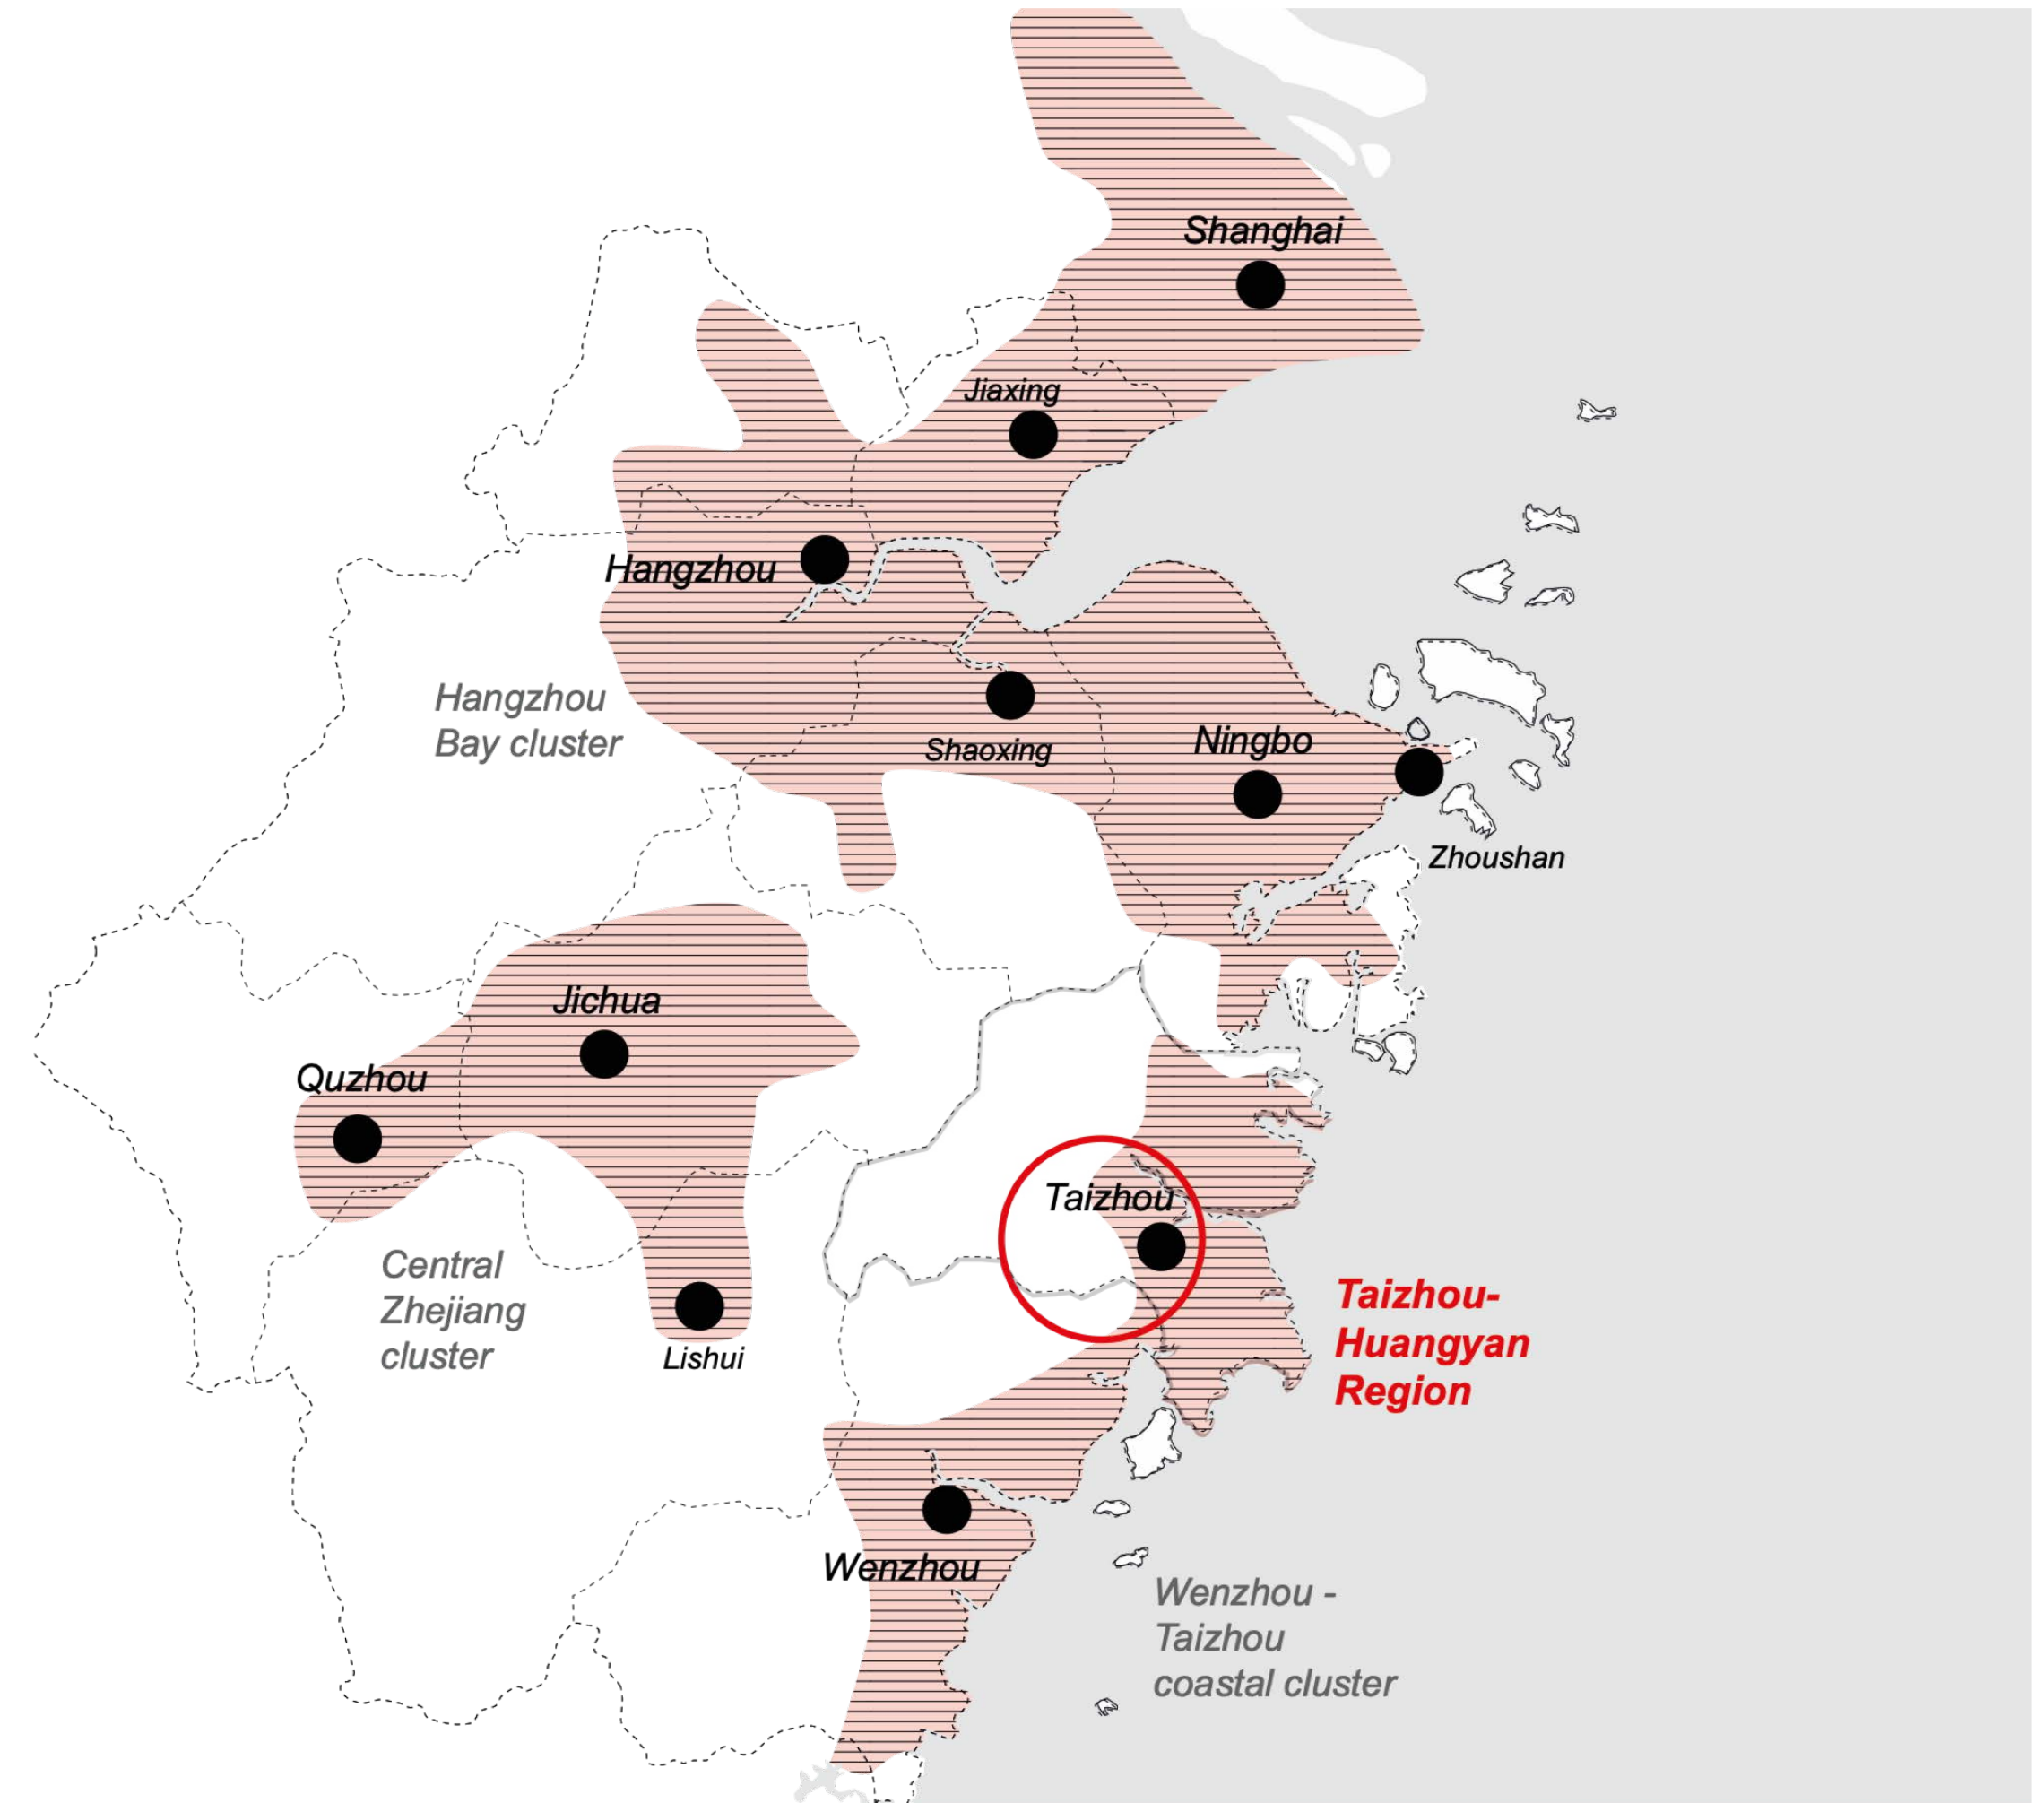 Shanghai
Jiaxing
Hangzhou
Hangzhou
Bay cluster
Shaoxing
Ningbo
Zhoushan
Jichua
Quzhou
Taizhou
Central
Zhejiang
cluster
Lishui
Taizhou-
Huangyan
Region
Wenzhou
Wenzhou -
Taizhou
coastal cluster